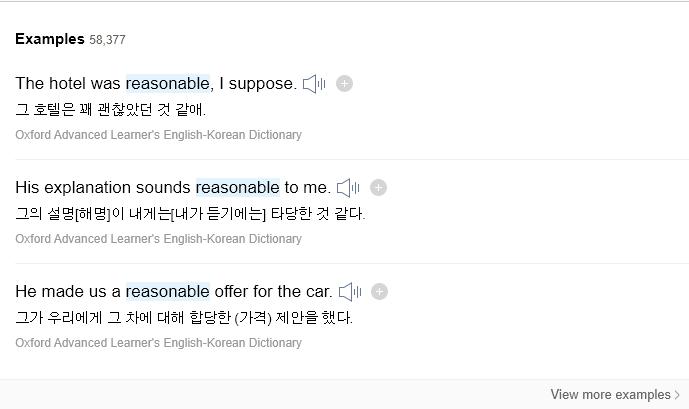 Examples 58,377
The hotel was reasonable, I suppose.
그 호텔은 꽤 괜찮았던 것 같애.
Oxford Advanced Learner's English-Korean Dictionary
His explanation sounds reasonable to me.
그의 설명[해명]이 내게는[내가 듣기에는] 타당한 것 같다.
Oxford Advanced Learner's English-Korean Dictionary
He made us a reasonable offer for the car.
그가 우리에게 그 차에 대해 합당한 (가격) 제안을 했다.
Oxford Advanced Learner's English-Korean Dictionary
View more examples